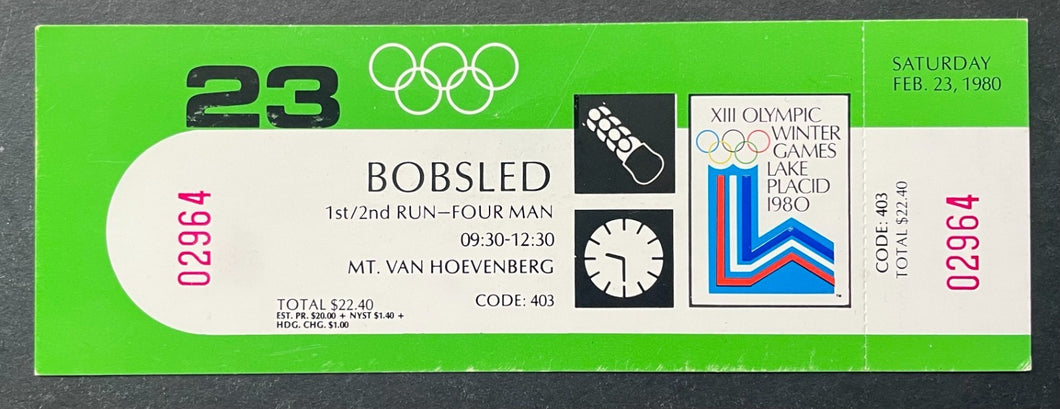 23
BOBSLED
1st/2nd RUN–FOUR MAN
09:30-12:30
MT. VAN HOEVENBERG
CODE: 403
TOTAL $22.40
EST. PR. $20.00 + NYST $1.40 +
HDG. CHG. $1.00
02964
XIII OLYMPIC
WINTER
GAMES
LAKE
PLACID
1980
TM
SATURDAY
FEB. 23, 1980
CODE: 403
TOTAL $22.40
02964